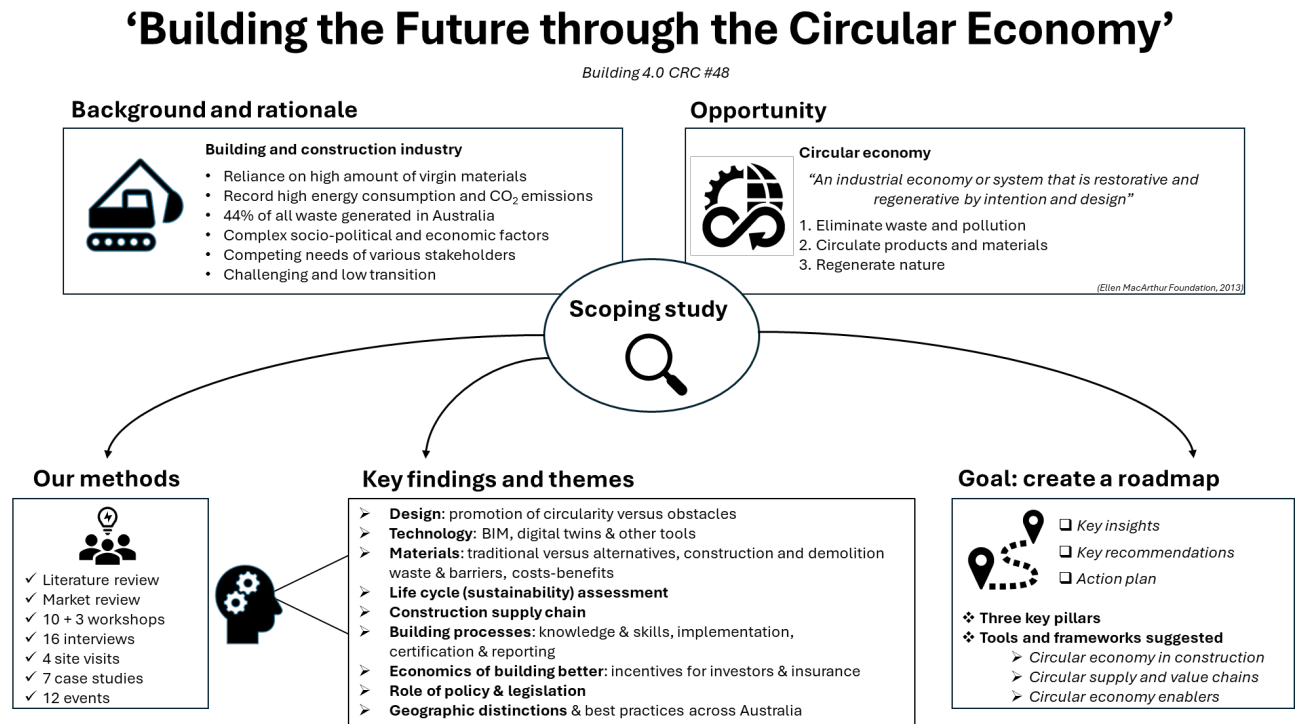 ‘Building the Future through the Circular Economy’
Building 4.0 CRC #48
Background and rationale
Building and construction industry
• Reliance on high amount of virgin materials
• Record high energy consumption and CO₂ emissions
• 44% of all waste generated in Australia
• Complex socio-political and economic factors
• Competing needs of various stakeholders
• Challenging and low transition
Opportunity
Circular economy
“An industrial economy or system that is restorative and
regenerative by intention and design”
1. Eliminate waste and pollution
2. Circulate products and materials
3. Regenerate nature
(Ellen MacArthur Foundation, 2013)
Scoping study
Our methods
✓ Literature review
✓ Market review
✓ 10 + 3 workshops
✓ 16 interviews
✓ 4 site visits
✓ 7 case studies
✓ 12 events
Key findings and themes
➢ Design: promotion of circularity versus obstacles
➢ Technology: BIM, digital twins & other tools
➢ Materials: traditional versus alternatives, construction and demolition
waste & barriers, costs-benefits
➢ Life cycle (sustainability) assessment
➢ Construction supply chain
➢ Building processes: knowledge & skills, implementation,
certification & reporting
➢ Economics of building better: incentives for investors & insurance
➢ Role of policy & legislation
➢ Geographic distinctions & best practices across Australia
Goal: create a roadmap
❑ Key insights
❑ Key recommendations
❑ Action plan
❖ Three key pillars
❖ Tools and frameworks suggested
➢ Circular economy in construction
➢ Circular supply and value chains
➢ Circular economy enablers